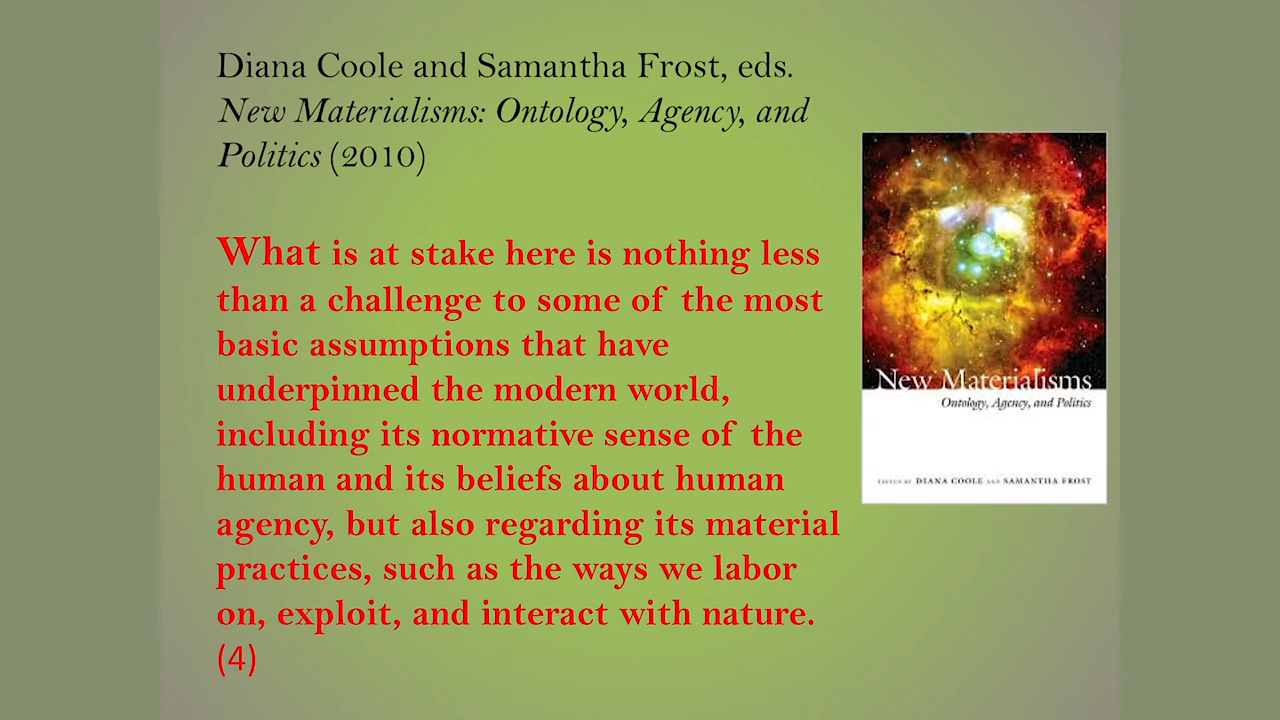 Diana Coole and Samantha Frost, eds.
New Materialisms: Ontology, Agency, and
Politics (2010)
What is at stake here is nothing less
than a challenge to some of the most
basic assumptions that have
underpinned the modern world,
including its normative sense of the
human and its beliefs about human
agency, but also regarding its material
practices, such as the ways we labor
on, exploit, and interact with nature.
(4)
New Materialisms
Ontology, Agency, and Politics
EDITED BY DIANA COOLE AND SAMANTHA FROST